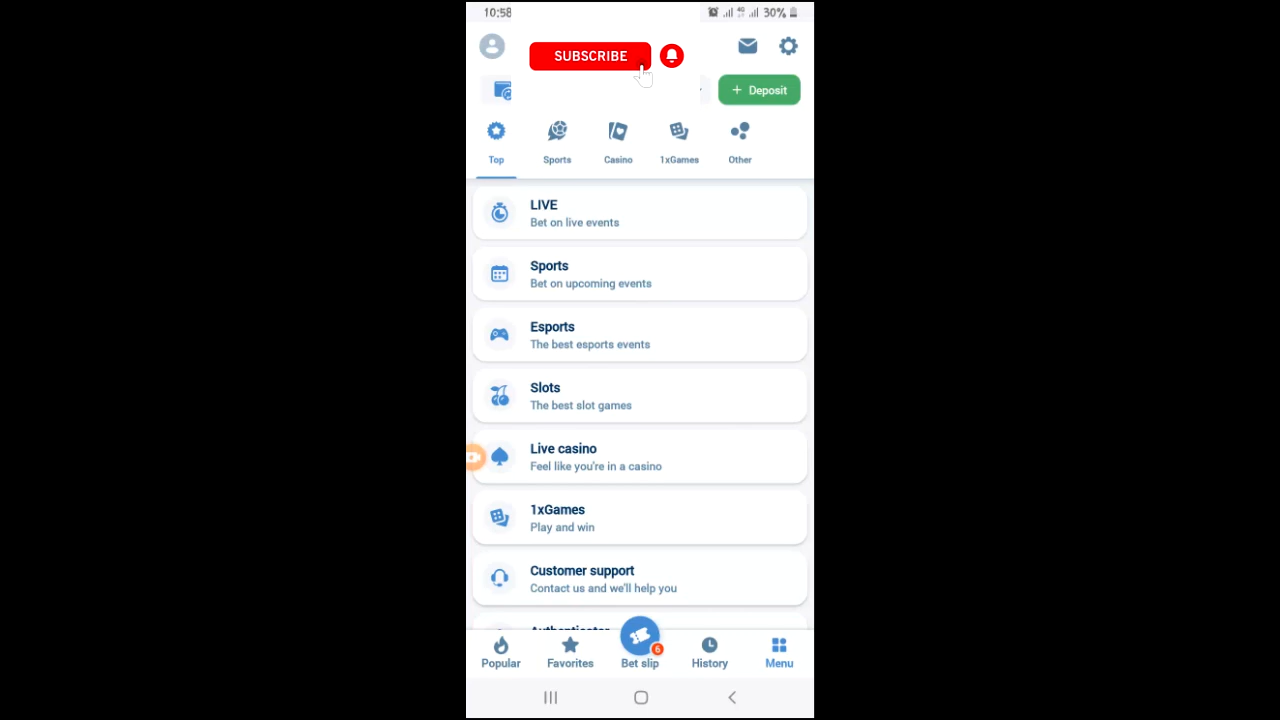 10:58
4G
30%
SUBSCRIBE
+ Deposit
Top
Sports
Casino
1xGames
Other
LIVE
Bet on live events
Sports
Bet on upcoming events
Esports
The best esports events
Slots
The best slot games
Live casino
Feel like you're in a casino
1xGames
Play and win
Customer support
Contact us and we'll help you
Authenticator
6
Popular
Favorites
Bet slip
History
Menu